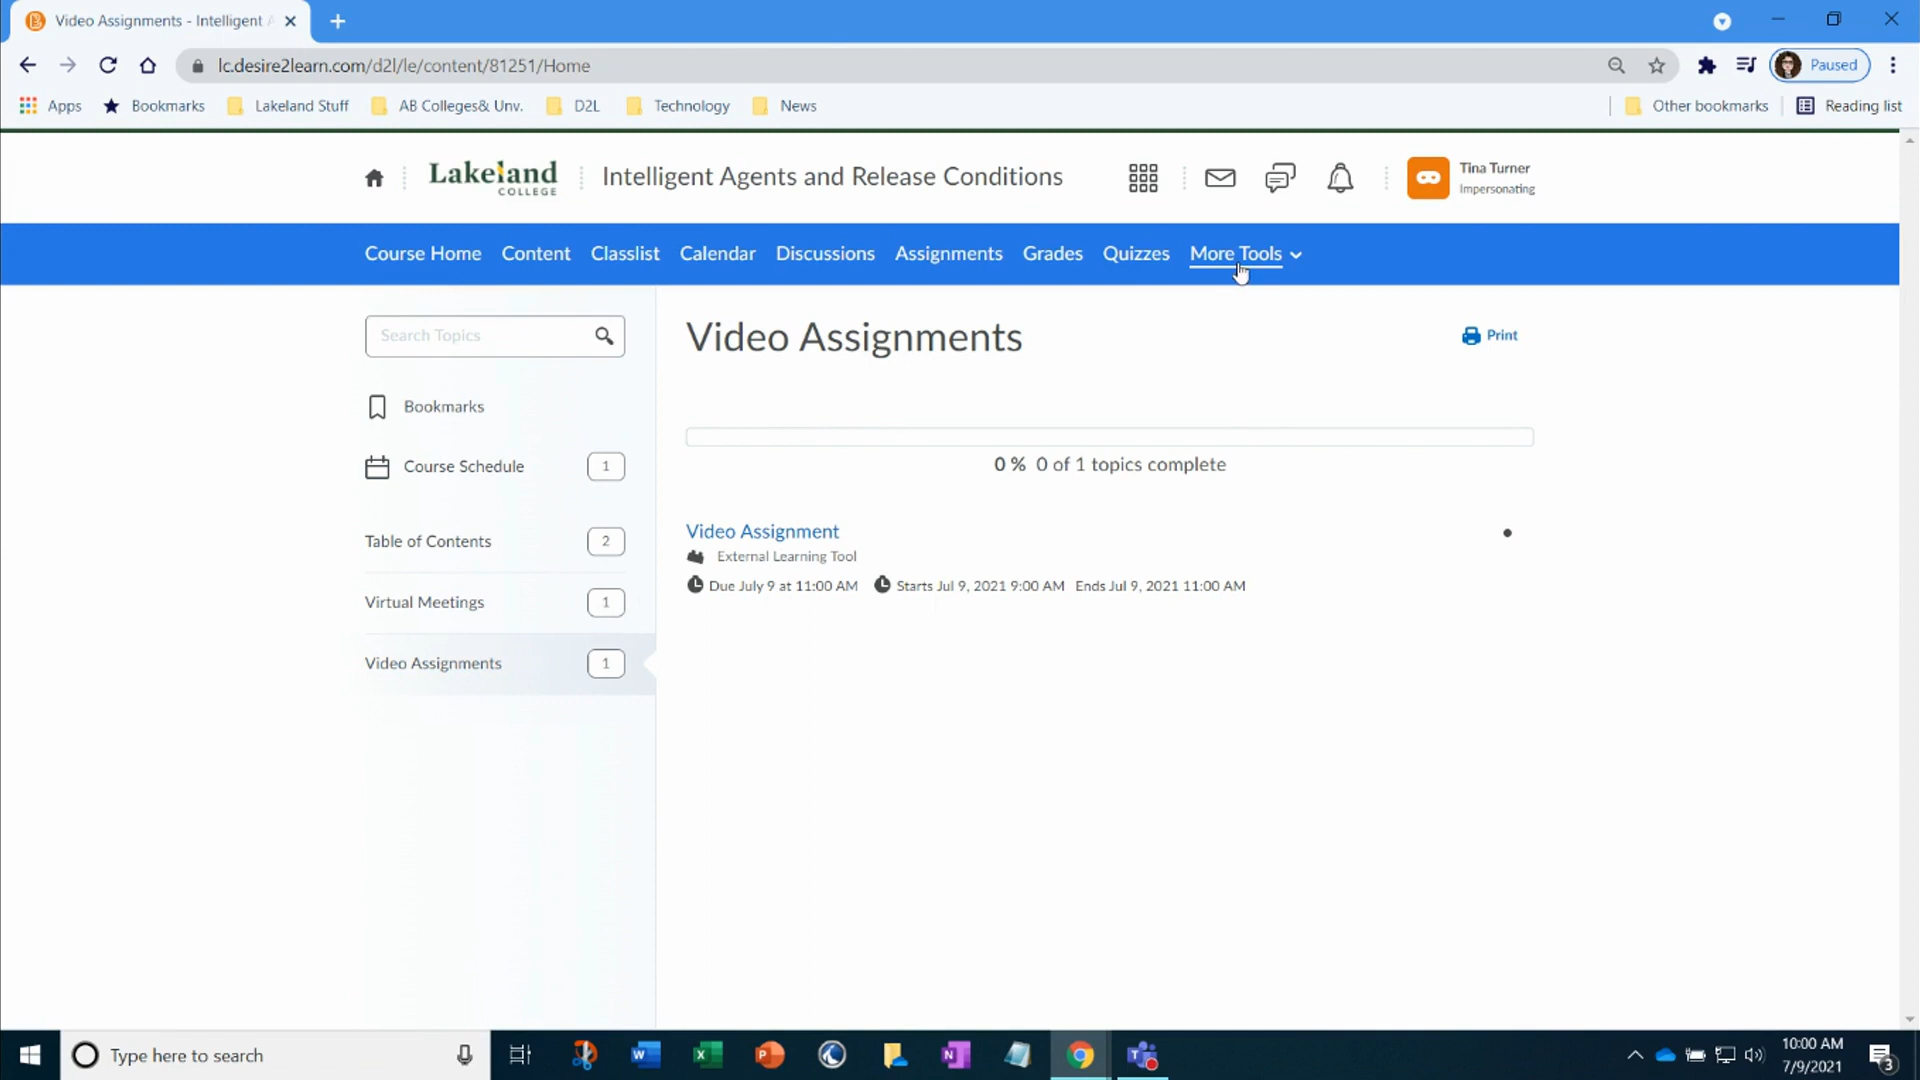 Video Assignments - Intelligent A
lc.desire2learn.com/d2l/le/content/81251/Home
Paused
Apps
Bookmarks
Lakeland Stuff
AB Colleges& Unv.
D2L
Technology
News
Other bookmarks
Reading list
Lakeland
COLLEGE
Intelligent Agents and Release Conditions
Tina Turner
Impersonating
Course Home
Content
Classlist
Calendar
Discussions
Assignments
Grades
Quizzes
More Tools
Search Topics
Bookmarks
Course Schedule 1
Table of Contents 2
Virtual Meetings 1
Video Assignments 1
Video Assignments
Print
0 % 0 of 1 topics complete
Video Assignment
External Learning Tool
Due July 9 at 11:00 AM Starts Jul 9, 2021 9:00 AM Ends Jul 9, 2021 11:00 AM
Type here to search
10:00 AM
7/9/2021
3